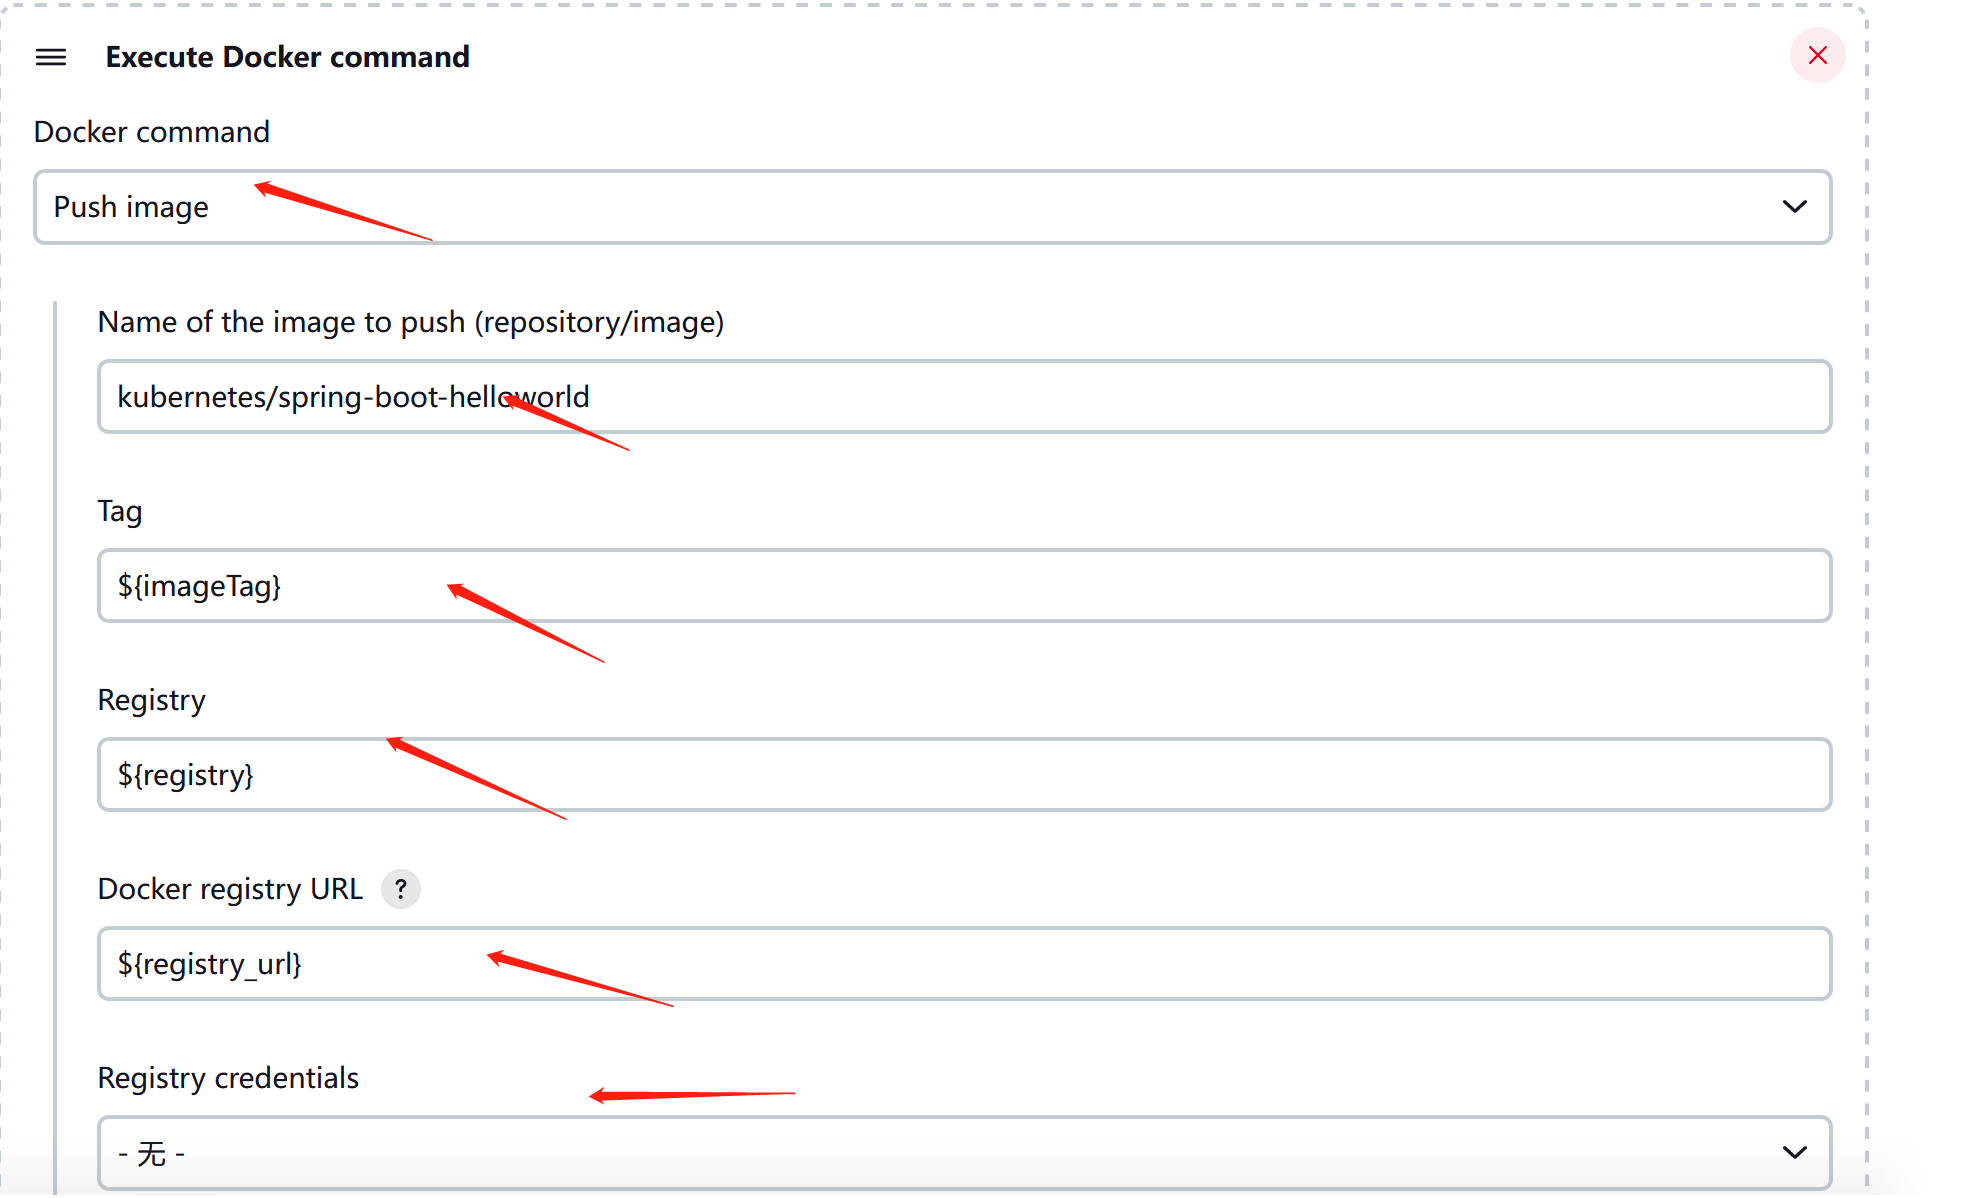 Execute Docker command
Docker command
Push image
Name of the image to push (repository/image)
kubernetes/spring-boot-helloworld
Tag
${imageTag}
Registry
${registry}
Docker registry URL ?
${registry_url}
Registry credentials
- 无 -